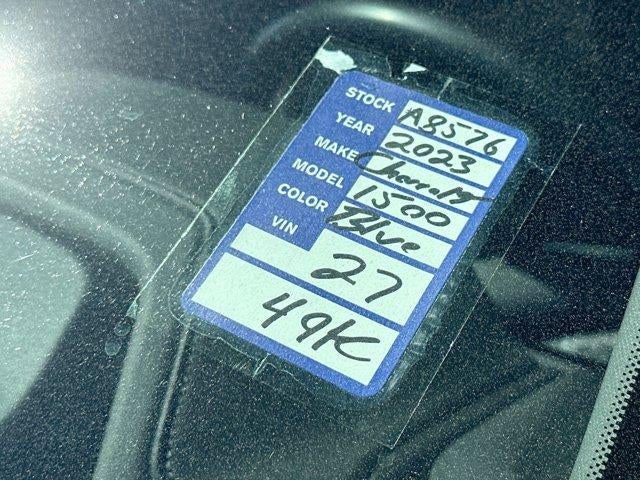 STOCK A8576
YEAR 2023
MAKE Chevrolet
MODEL 1500
COLOR Blue
VIN
27
49K